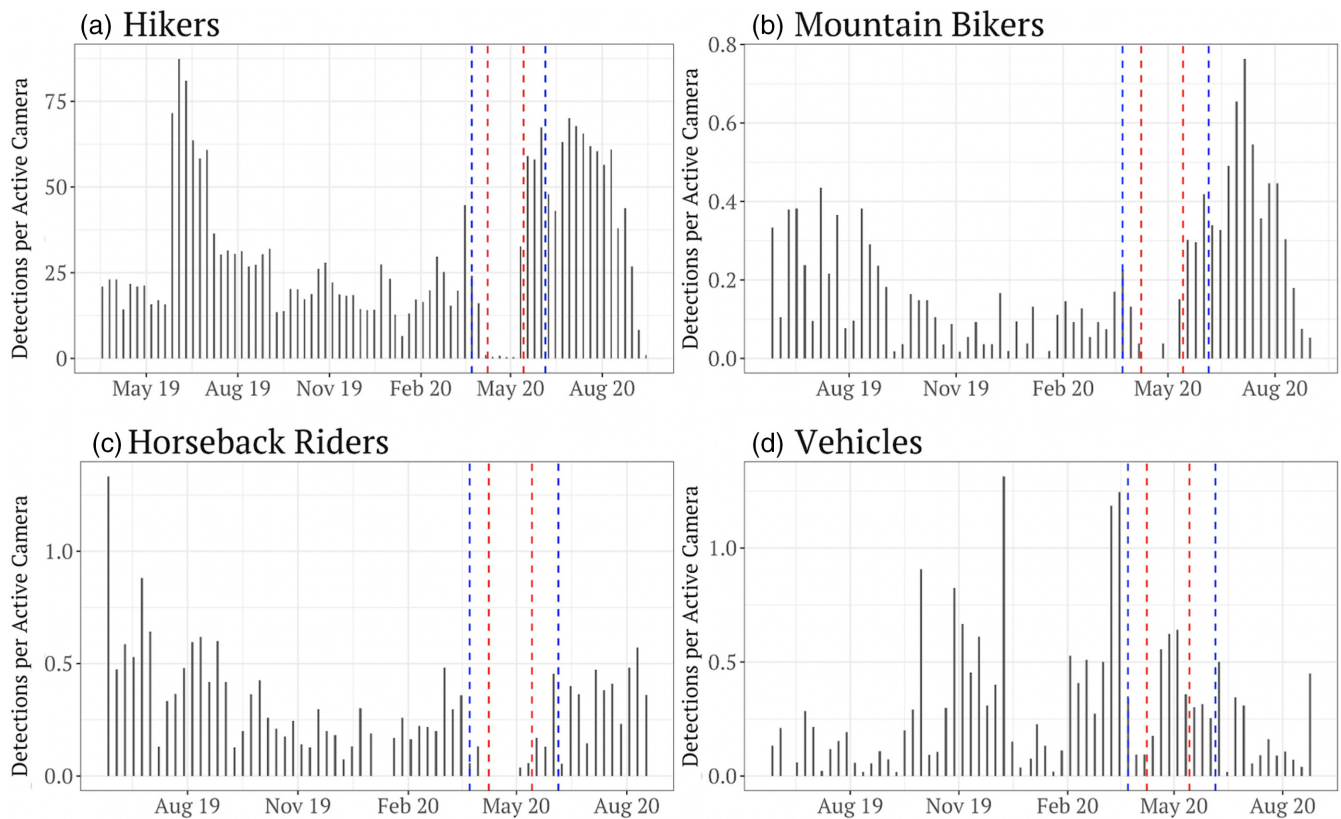 (a) Hikers
Detections per Active Camera
75
50
25
0
May 19 Aug 19 Nov 19 Feb 20 May 20 Aug 20
(b) Mountain Bikers
Detections per Active Camera
0.8
0.6
0.4
0.2
0.0
Aug 19 Nov 19 Feb 20 May 20 Aug 20
(c) Horseback Riders
Detections per Active Camera
1.0
0.5
0.0
Aug 19 Nov 19 Feb 20 May 20 Aug 20
(d) Vehicles
Detections per Active Camera
1.0
0.5
0.0
Aug 19 Nov 19 Feb 20 May 20 Aug 20